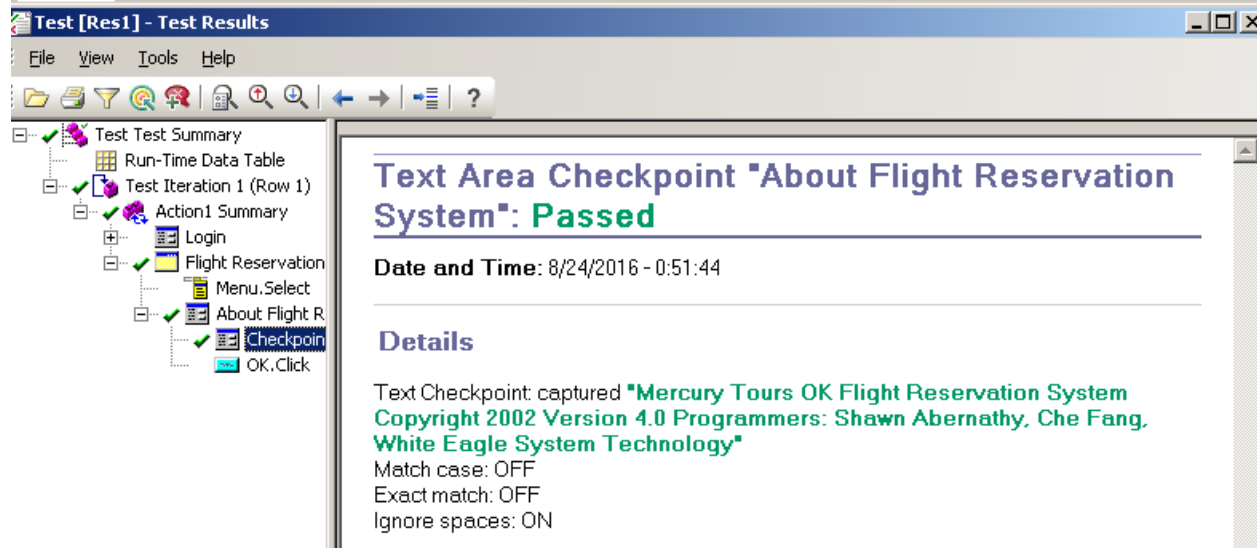 Test [Res1] - Test Results
File View Tools Help
Test Test Summary
Run-Time Data Table
Test Iteration 1 (Row 1)
Action1 Summary
Login
Flight Reservation
Menu.Select
About Flight R
Checkpoin
OK.Click
Text Area Checkpoint "About Flight Reservation
System": Passed
Date and Time: 8/24/2016 - 0:51:44
Details
Text Checkpoint: captured "Mercury Tours OK Flight Reservation System
Copyright 2002 Version 4.0 Programmers: Shawn Abernathy, Che Fang,
White Eagle System Technology"
Match case: OFF
Exact match: OFF
Ignore spaces: ON